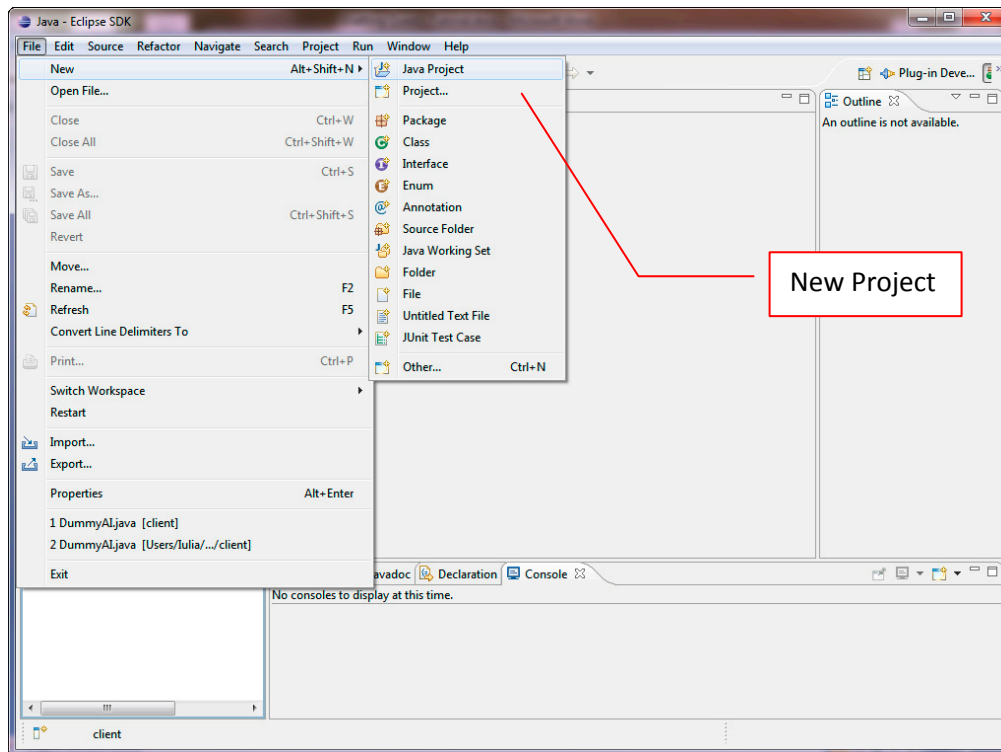 Java - Eclipse SDK
File Edit Source Refactor Navigate Search Project Run Window Help
New Alt+Shift+N
Open File...
Close Ctrl+W
Close All Ctrl+Shift+W
Save Ctrl+S
Save As...
Save All Ctrl+Shift+S
Revert
Move...
Rename... F2
Refresh F5
Convert Line Delimiters To
Print... Ctrl+P
Switch Workspace
Restart
Import...
Export...
Properties Alt+Enter
1 DummyAI.java [client]
2 DummyAI.java [Users/Iulia/.../client]
Exit
Java Project
Project...
Package
Class
Interface
Enum
Annotation
Source Folder
Java Working Set
Folder
File
Untitled Text File
JUnit Test Case
Other... Ctrl+N
Plug-in Deve...
Outline
An outline is not available.
New Project
avadoc Declaration Console
No consoles to display at this time.
client